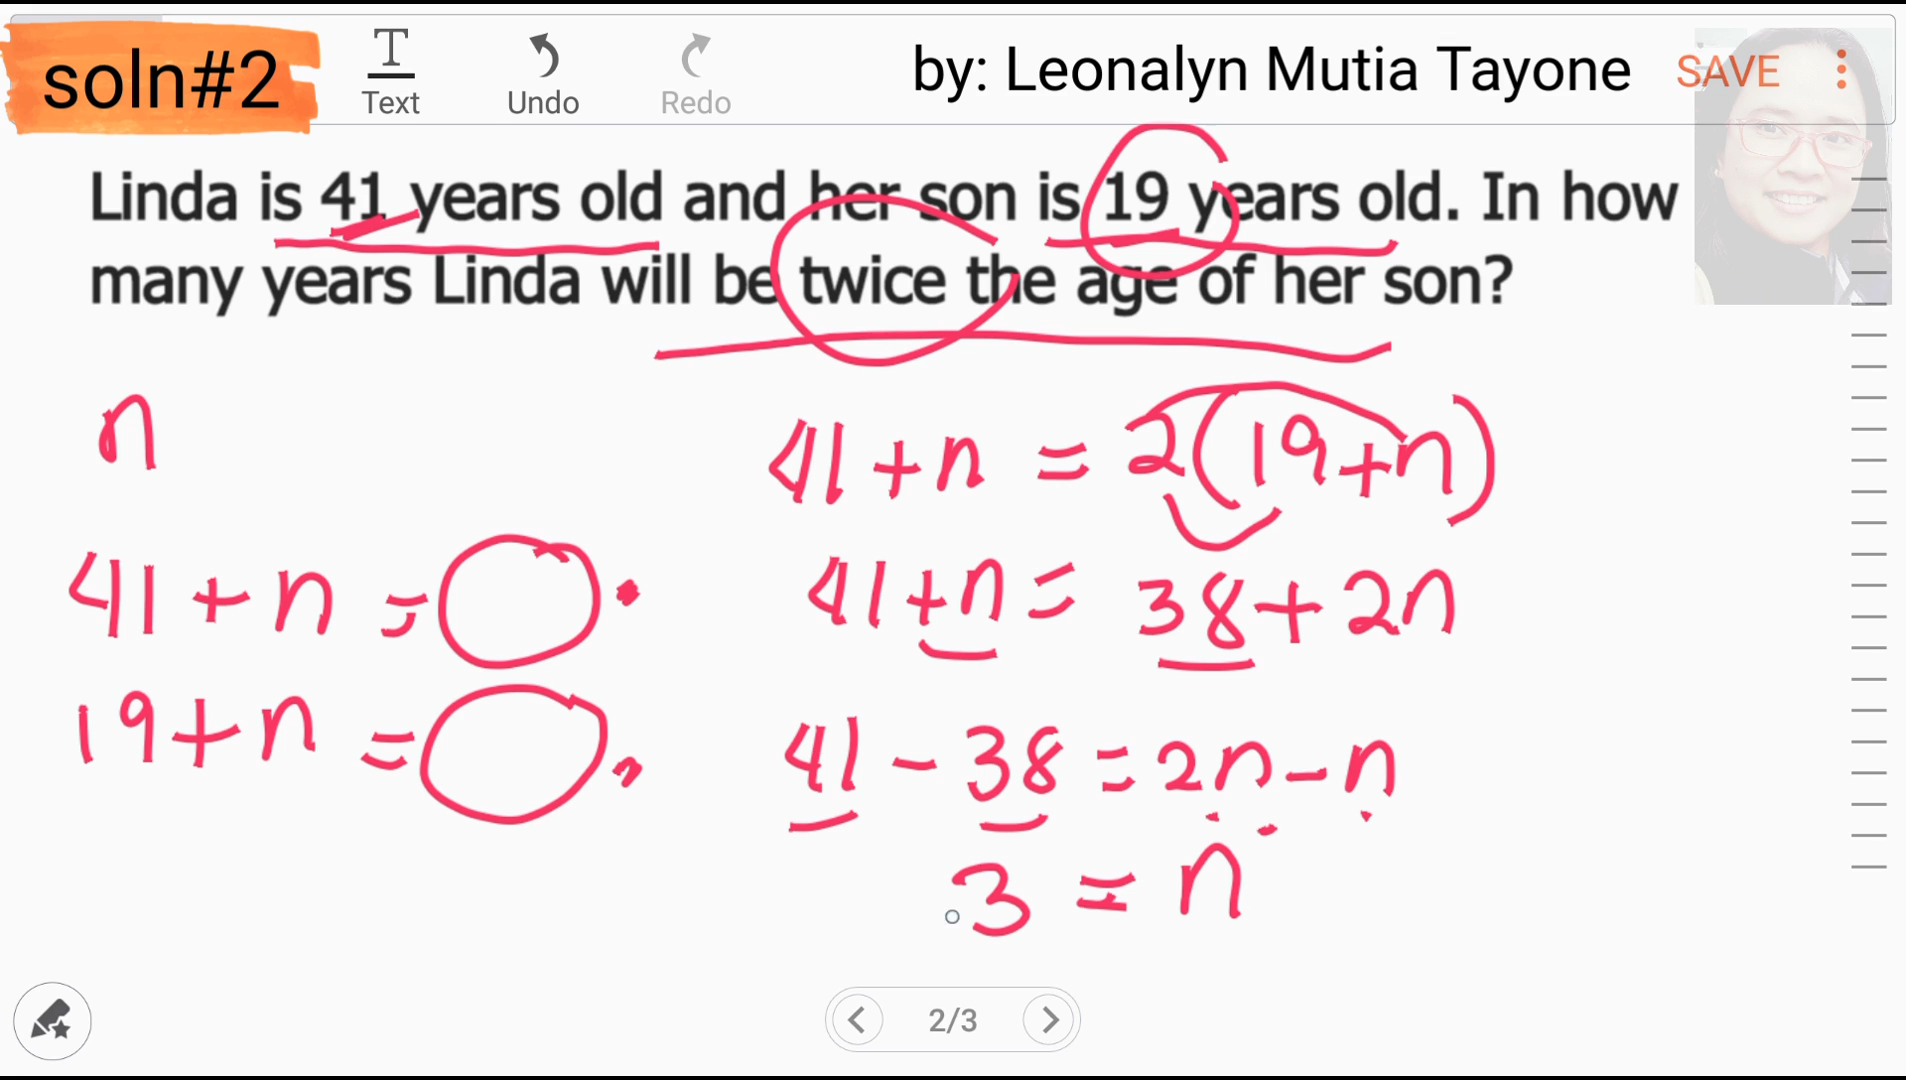 soln#2
Text
Undo
Redo
by: Leonalyn Mutia Tayone
SAVE
Linda is 41 years old and her son is 19 years old. In how
many years Linda will be twice the age of her son?
n
41 + n =
19 + n =
41 + n = 2(19 + n)
41 + n = 38 + 2n
41 - 38 = 2n - n
3 = n
2/3